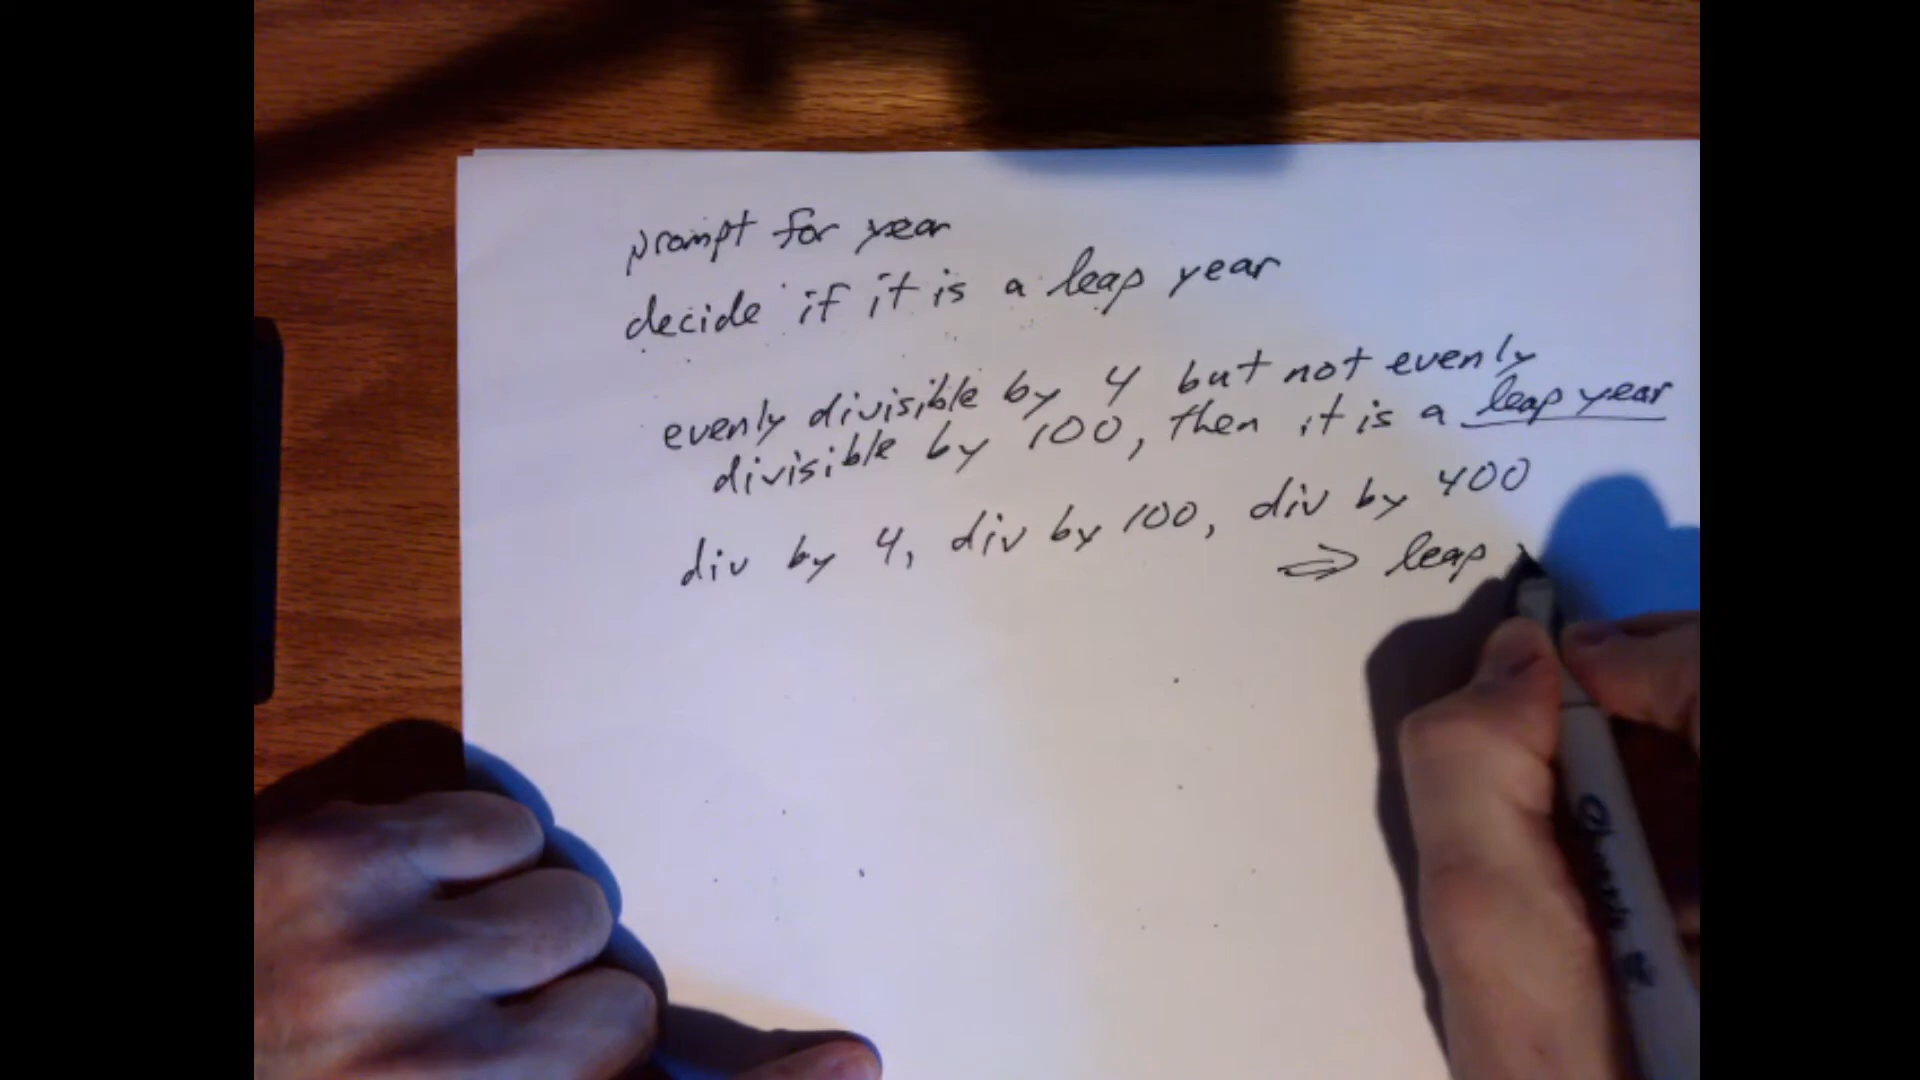 prompt for year
decide if it is a leap year
evenly divisible by 4 but not evenly
divisible by 100, then it is a leap year
div by 4, div by 100, div by 400
⇒ leap y